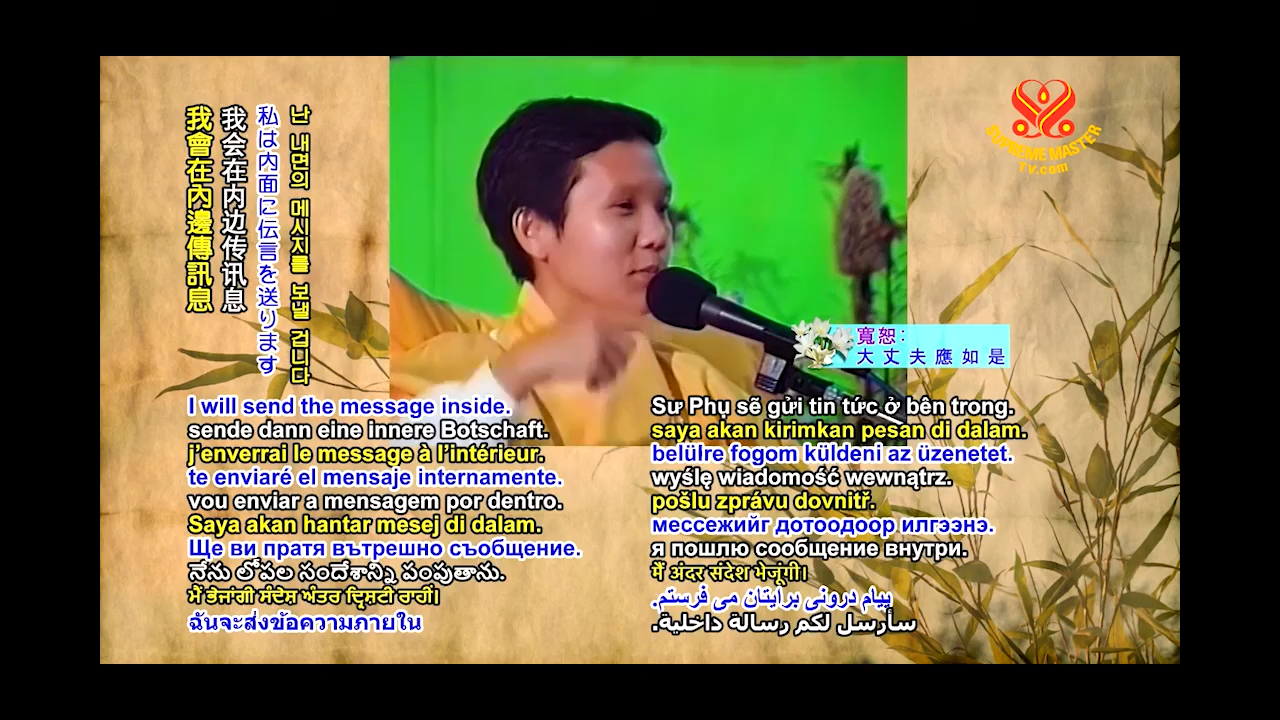 我會在內邊傳訊息
我会在内边传讯息
私は内面に伝言を送ります
난 내면의 메시지를 보낼 겁니다
SUPREME MASTER
TV.com
寬恕:
大丈夫應如是
I will send the message inside.
sende dann eine innere Botschaft.
j’enverrai le message à l’intérieur.
te enviaré el mensaje internamente.
vou enviar a mensagem por dentro.
Saya akan hantar mesej di dalam.
Ще ви пратя вътрешно съобщение.
నేను లోపల సందేశాన్ని పంపుతాను.
ਮੈਂ ਭੇਜਾਂਗੀ ਸੰਦੇਸ਼ ਅੰਤਰ ਦ੍ਰਿਸ਼ਟੀ ਰਾਹੀਂ।
ฉันจะส่งข้อความภายใน
Sư Phụ sẽ gửi tin tức ở bên trong.
saya akan kirimkan pesan di dalam.
belülre fogom küldeni az üzenetet.
wyślę wiadomość wewnątrz.
pošlu zprávu dovnitř.
мессежийг дотоодоор илгээнэ.
я пошлю сообщение внутри.
मैं अंदर संदेश भेजूंगी।
پیام درونی برایتان می فرستم.
سأرسل لكم رسالة داخلية.